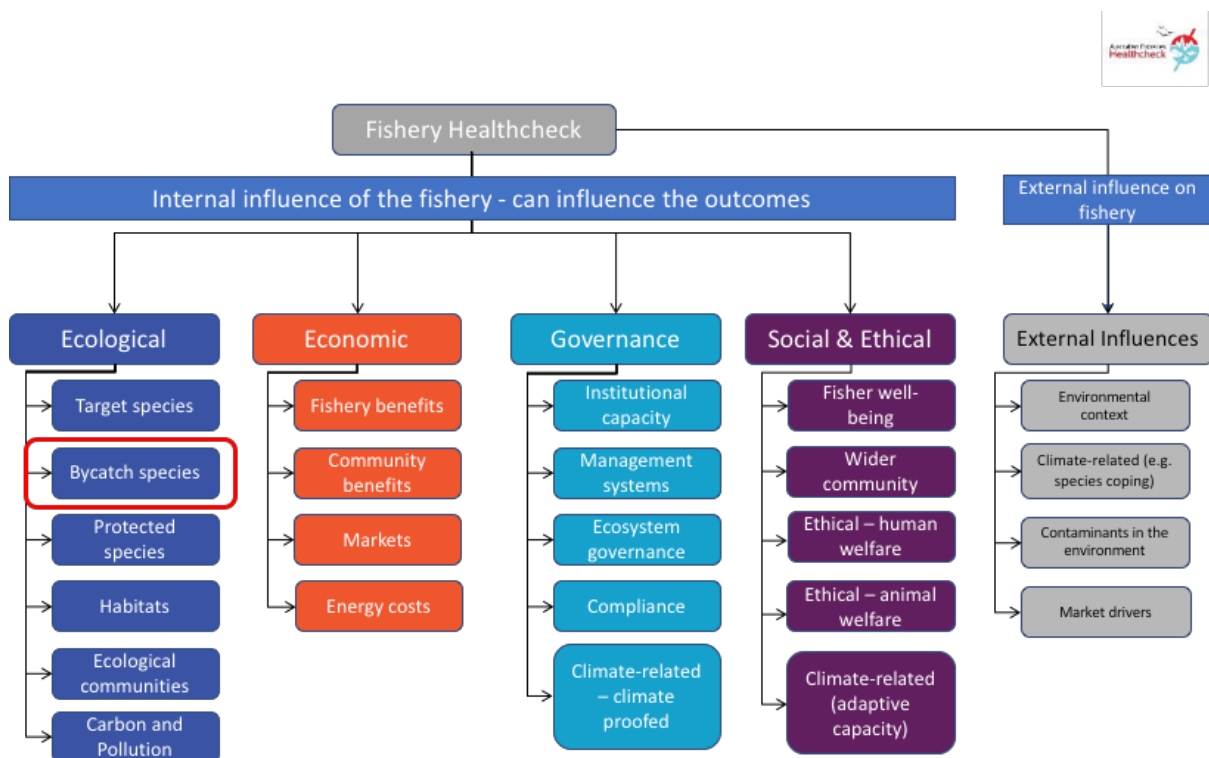 Australian Fisheries
Healthcheck
Fishery Healthcheck
Internal influence of the fishery - can influence the outcomes
External influence on
fishery
Ecological
Target species
Bycatch species
Protected
species
Habitats
Ecological
communities
Carbon and
Pollution
Economic
Fishery benefits
Community
benefits
Markets
Energy costs
Governance
Institutional
capacity
Management
systems
Ecosystem
governance
Compliance
Climate-related
– climate
proofed
Social & Ethical
Fisher well-
being
Wider
community
Ethical – human
welfare
Ethical – animal
welfare
Climate-related
(adaptive
capacity)
External Influences
Environmental
context
Climate-related (e.g.
species coping)
Contaminants in the
environment
Market drivers